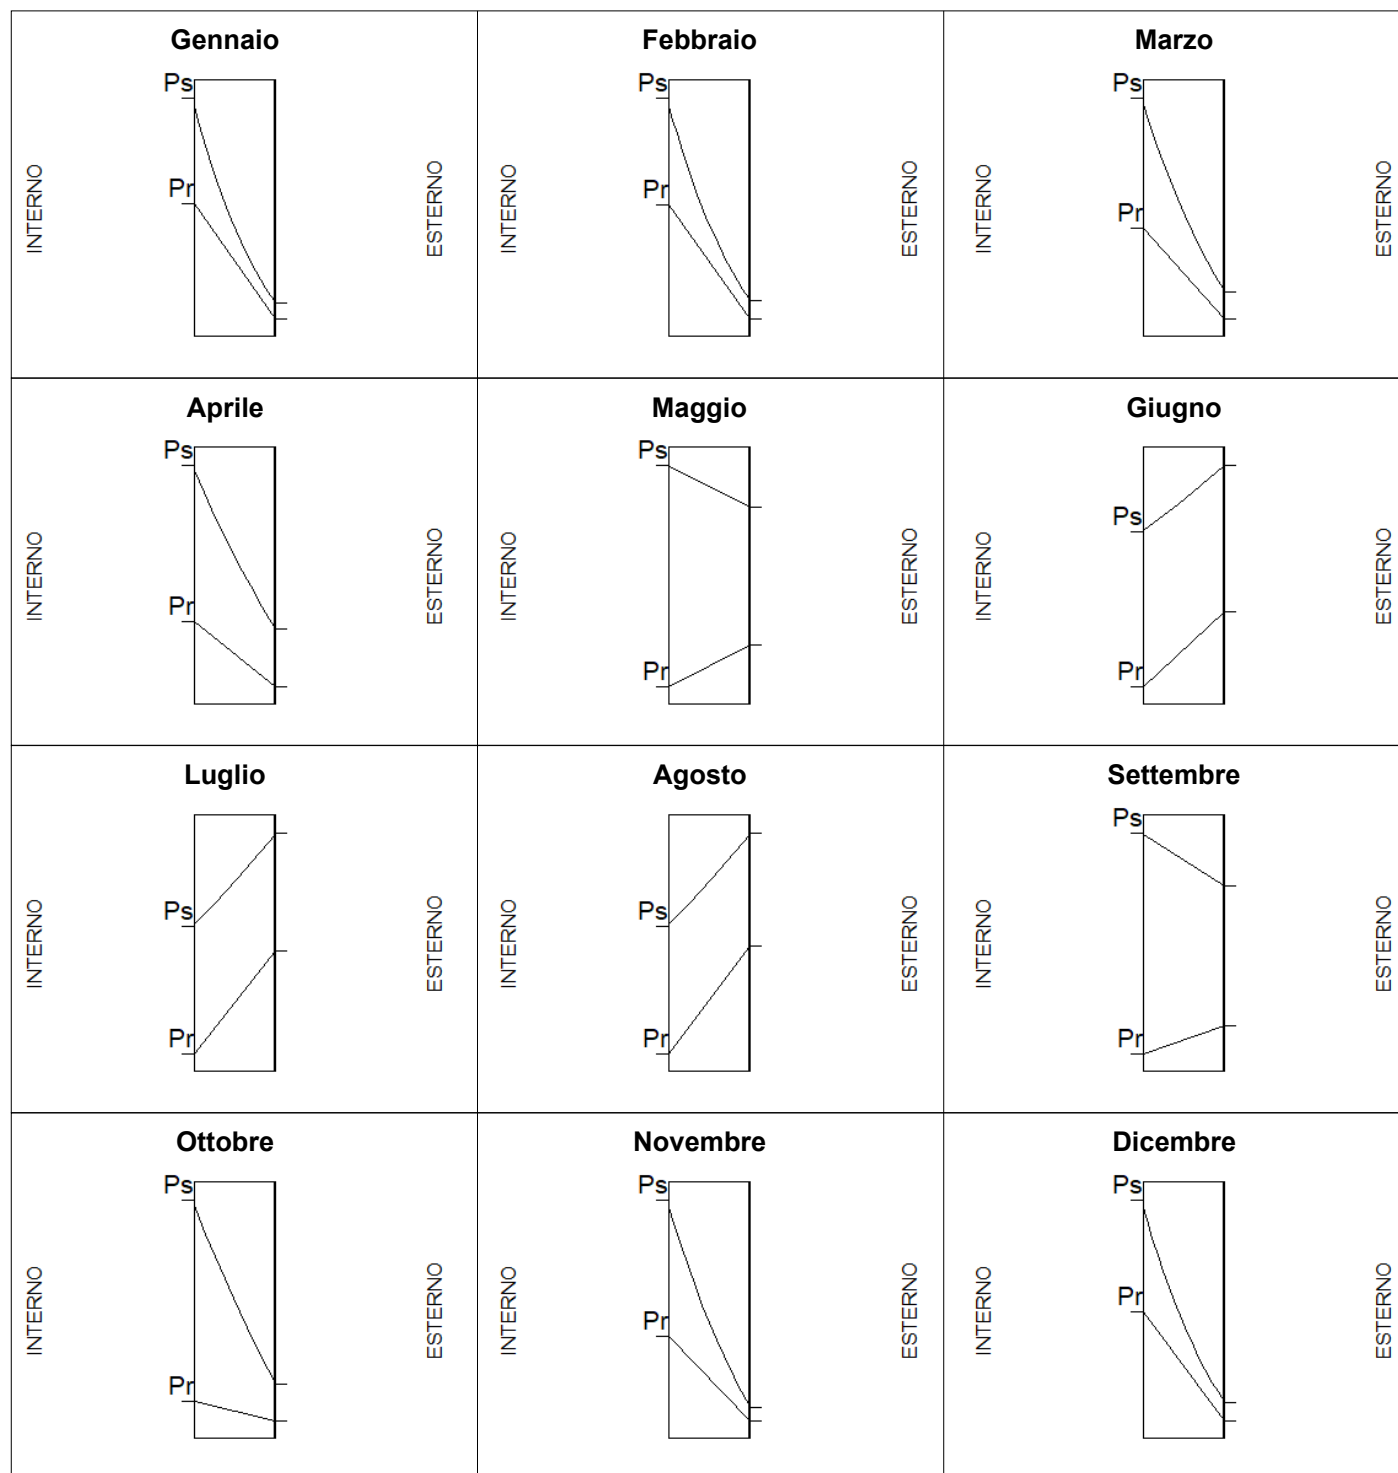 Gennaio
Ps
Pr
INTERNO
ESTERNO
Febbraio
Ps
Pr
INTERNO
ESTERNO
Marzo
Ps
Pr
INTERNO
ESTERNO
Aprile
Ps
Pr
INTERNO
ESTERNO
Maggio
Ps
Pr
INTERNO
ESTERNO
Giugno
Ps
Pr
INTERNO
ESTERNO
Luglio
Ps
Pr
INTERNO
ESTERNO
Agosto
Ps
Pr
INTERNO
ESTERNO
Settembre
Ps
Pr
INTERNO
ESTERNO
Ottobre
Ps
Pr
INTERNO
ESTERNO
Novembre
Ps
Pr
INTERNO
ESTERNO
Dicembre
Ps
Pr
INTERNO
ESTERNO